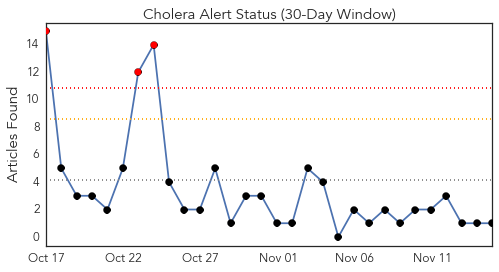 Cholera Alert Status (30-Day Window)
Articles Found
14
12
10
8
6
4
2
0
Oct 17 Oct 22 Oct 27 Nov 01 Nov 06 Nov 11